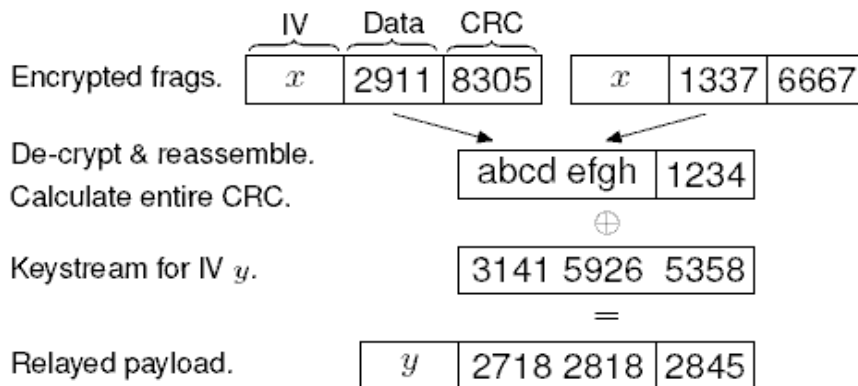 IV Data CRC
Encrypted frags. x 2911 8305 x 1337 6667
De-crypt & reassemble.
abcd efgh 1234
Calculate entire CRC.
⊕
Keystream for IV y. 3141 5926 5358
=
Relayed payload. y 2718 2818 2845